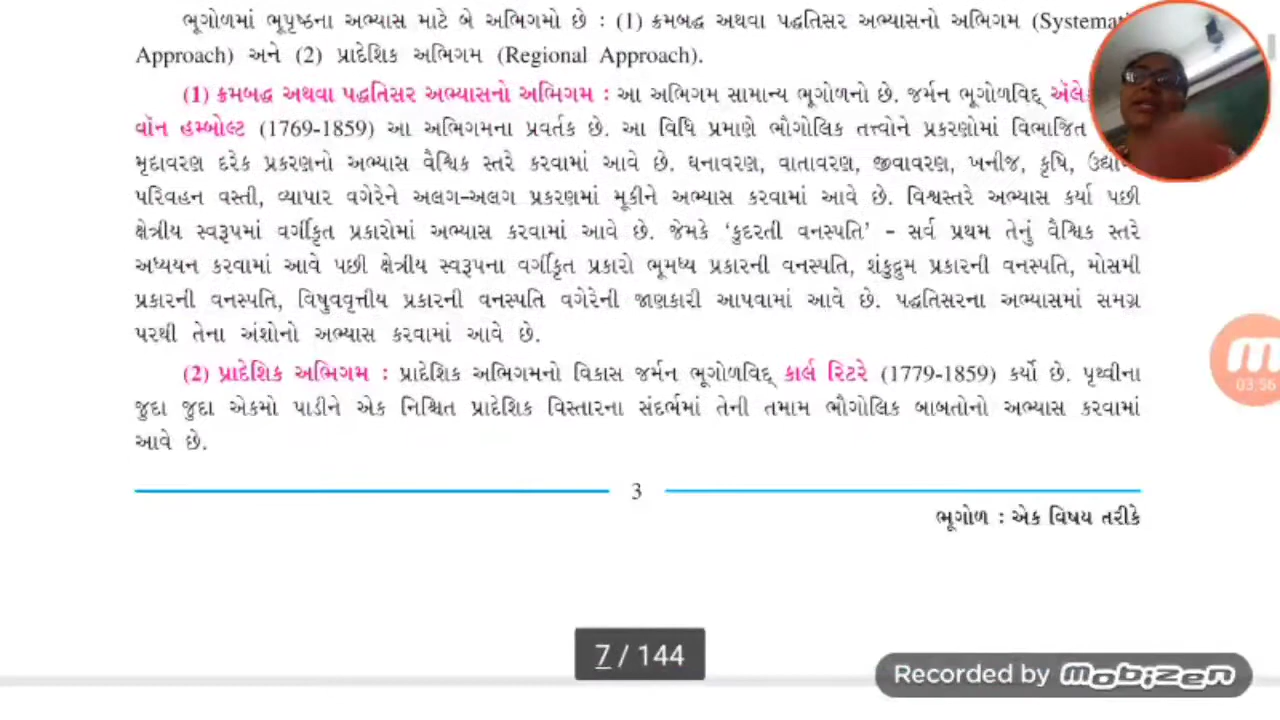 ભૂગોળમાં ભૂપૃષ્ઠના અભ્યાસ માટે બે અભિગમો છે : (1) ક્રમબદ્ધ અથવા પદ્ધતિસર અભ્યાસનો અભિગમ
Approach) અને (2) પ્રાદેશિક અભિગમ (Regional Approach).
(1) ક્રમબદ્ધ અથવા પદ્ધતિસર અભ્યાસનો અભિગમ : આ અભિગમ સામાન્ય ભૂગોળનો છે. જર્મન ભૂગોળવિદ્
વૉન હમ્બોલ્ટ (1769-1859) આ અભિગમના પ્રવર્તક છે. આ વિધિ પ્રમાણે ભૌગોલિક તત્ત્વોને પ્રકરણોમાં વિભાજિત
મૃદાવરણ દરેક પ્રકરણનો અભ્યાસ વૈશ્વિક સ્તરે કરવામાં આવે છે. ઘનાવરણ, વાતાવરણ, જીવાવરણ, ખનીજ, કૃષિ,
પરિવહન વસ્તી, વ્યાપાર વગેરેને અલગ-અલગ પ્રકરણમાં મૂકીને અભ્યાસ કરવામાં આવે છે. વિશ્વસ્તરે અભ્યાસ કર્યા પછી
ક્ષેત્રીય સ્વરૂપમાં વર્ગીકૃત પ્રકારોમાં અભ્યાસ કરવામાં આવે છે. જેમકે ‘કુદરતી વનસ્પતિ’ - સર્વ પ્રથમ તેનું વૈશ્વિક સ્તરે
અધ્યયન કરવામાં આવે પછી ક્ષેત્રીય સ્વરૂપના વર્ગીકૃત પ્રકારો ભૂમધ્ય પ્રકારની વનસ્પતિ, શંકુદ્રુમ પ્રકારની વનસ્પતિ, મોસમી
પ્રકારની વનસ્પતિ, વિષુવવૃત્તીય પ્રકારની વનસ્પતિ વગેરેની જાણકારી આપવામાં આવે છે. પદ્ધતિસરના અભ્યાસમાં સમગ્ર
પરથી તેના અંશોનો અભ્યાસ કરવામાં આવે છે.
(2) પ્રાદેશિક અભિગમ : પ્રાદેશિક અભિગમનો વિકાસ જર્મન ભૂગોળવિદ્ કાર્લ રિટરે (1779-1859) કર્યો છે. પૃથ્વીના
જુદા જુદા એકમો પાડીને એક નિશ્ચિત પ્રાદેશિક વિસ્તારના સંદર્ભમાં તેની તમામ ભૌગોલિક બાબતોનો અભ્યાસ કરવામાં
આવે છે.
3
ભૂગોળ : એક વિષય તરીકે
03:56
7 / 144
Recorded by mobizen